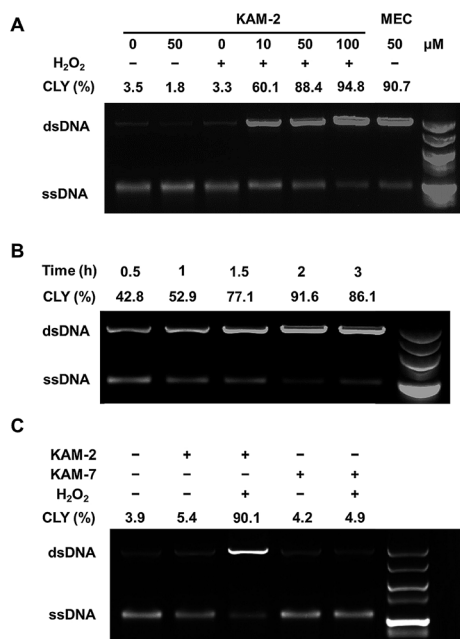 A
KAM-2 MEC
0 50 0 10 50 100 50 µM
H₂O₂ – – + + + + –
CLY (%) 3.5 1.8 3.3 60.1 88.4 94.8 90.7
dsDNA
ssDNA
B
Time (h) 0.5 1 1.5 2 3
CLY (%) 42.8 52.9 77.1 91.6 86.1
dsDNA
ssDNA
C
KAM-2 – + + – –
KAM-7 – – – + +
H₂O₂ – – + – +
CLY (%) 3.9 5.4 90.1 4.2 4.9
dsDNA
ssDNA